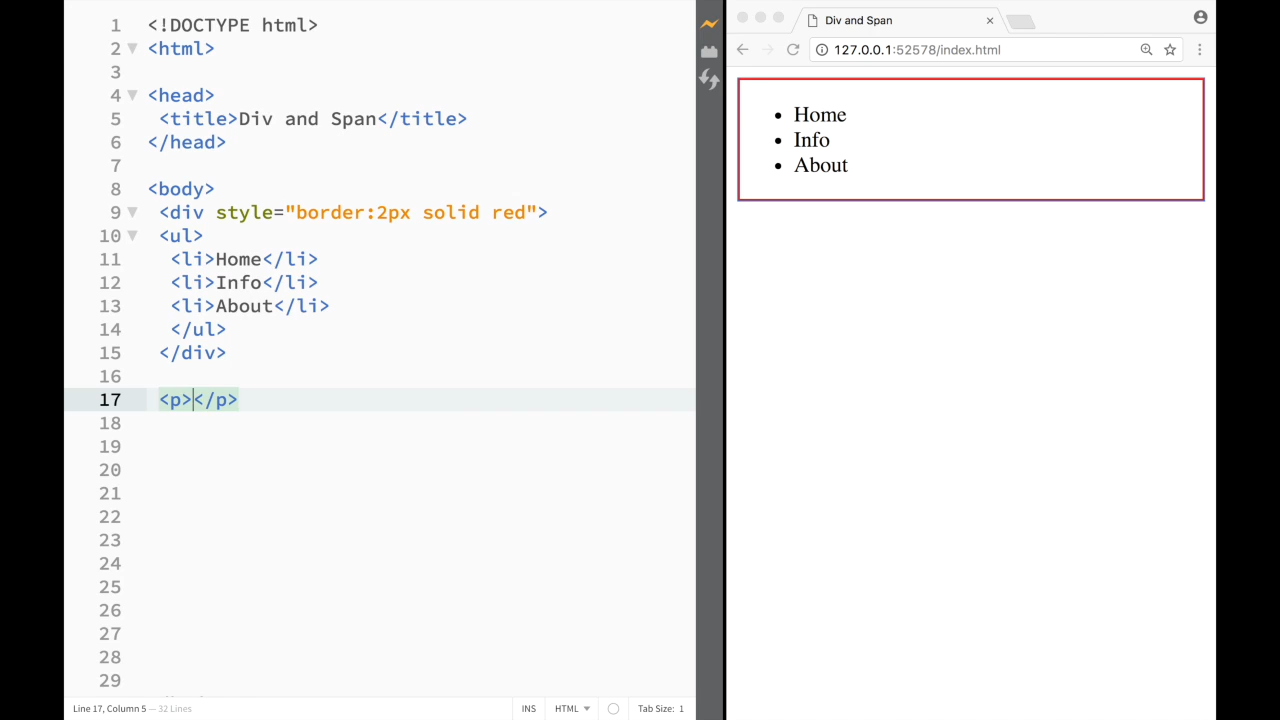 1 <!DOCTYPE html>
2 <html>
3
4 <head>
5 <title>Div and Span</title>
6 </head>
7
8 <body>
9 <div style="border:2px solid red">
10 <ul>
11 <li>Home</li>
12 <li>Info</li>
13 <li>About</li>
14 </ul>
15 </div>
16
17 <p></p>
18
19
20
21
22
23
24
25
26
27
28
29
Line 17, Column 5 — 32 Lines
INS
HTML
Tab Size: 1
Div and Span
127.0.0.1:52578/index.html
• Home
• Info
• About